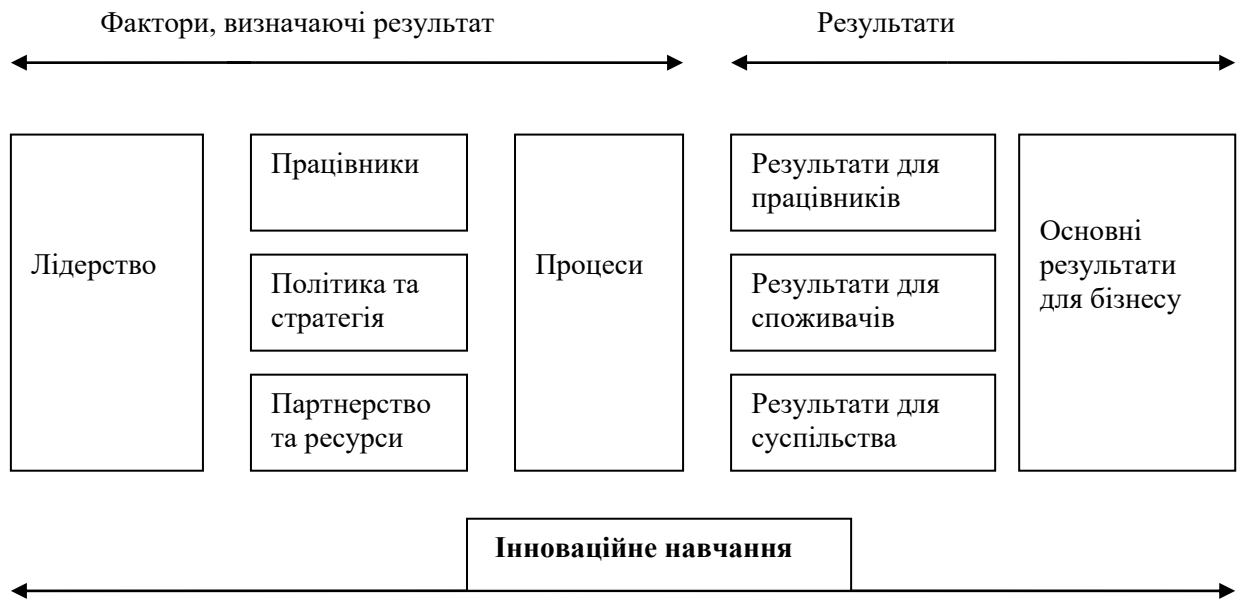 Фактори, визначаючі результат
Результати
Лідерство
Працівники
Політика та
стратегія
Партнерство
та ресурси
Процеси
Результати для
працівників
Результати для
споживачів
Результати для
суспільства
Основні
результати
для бізнесу
Інноваційне навчання